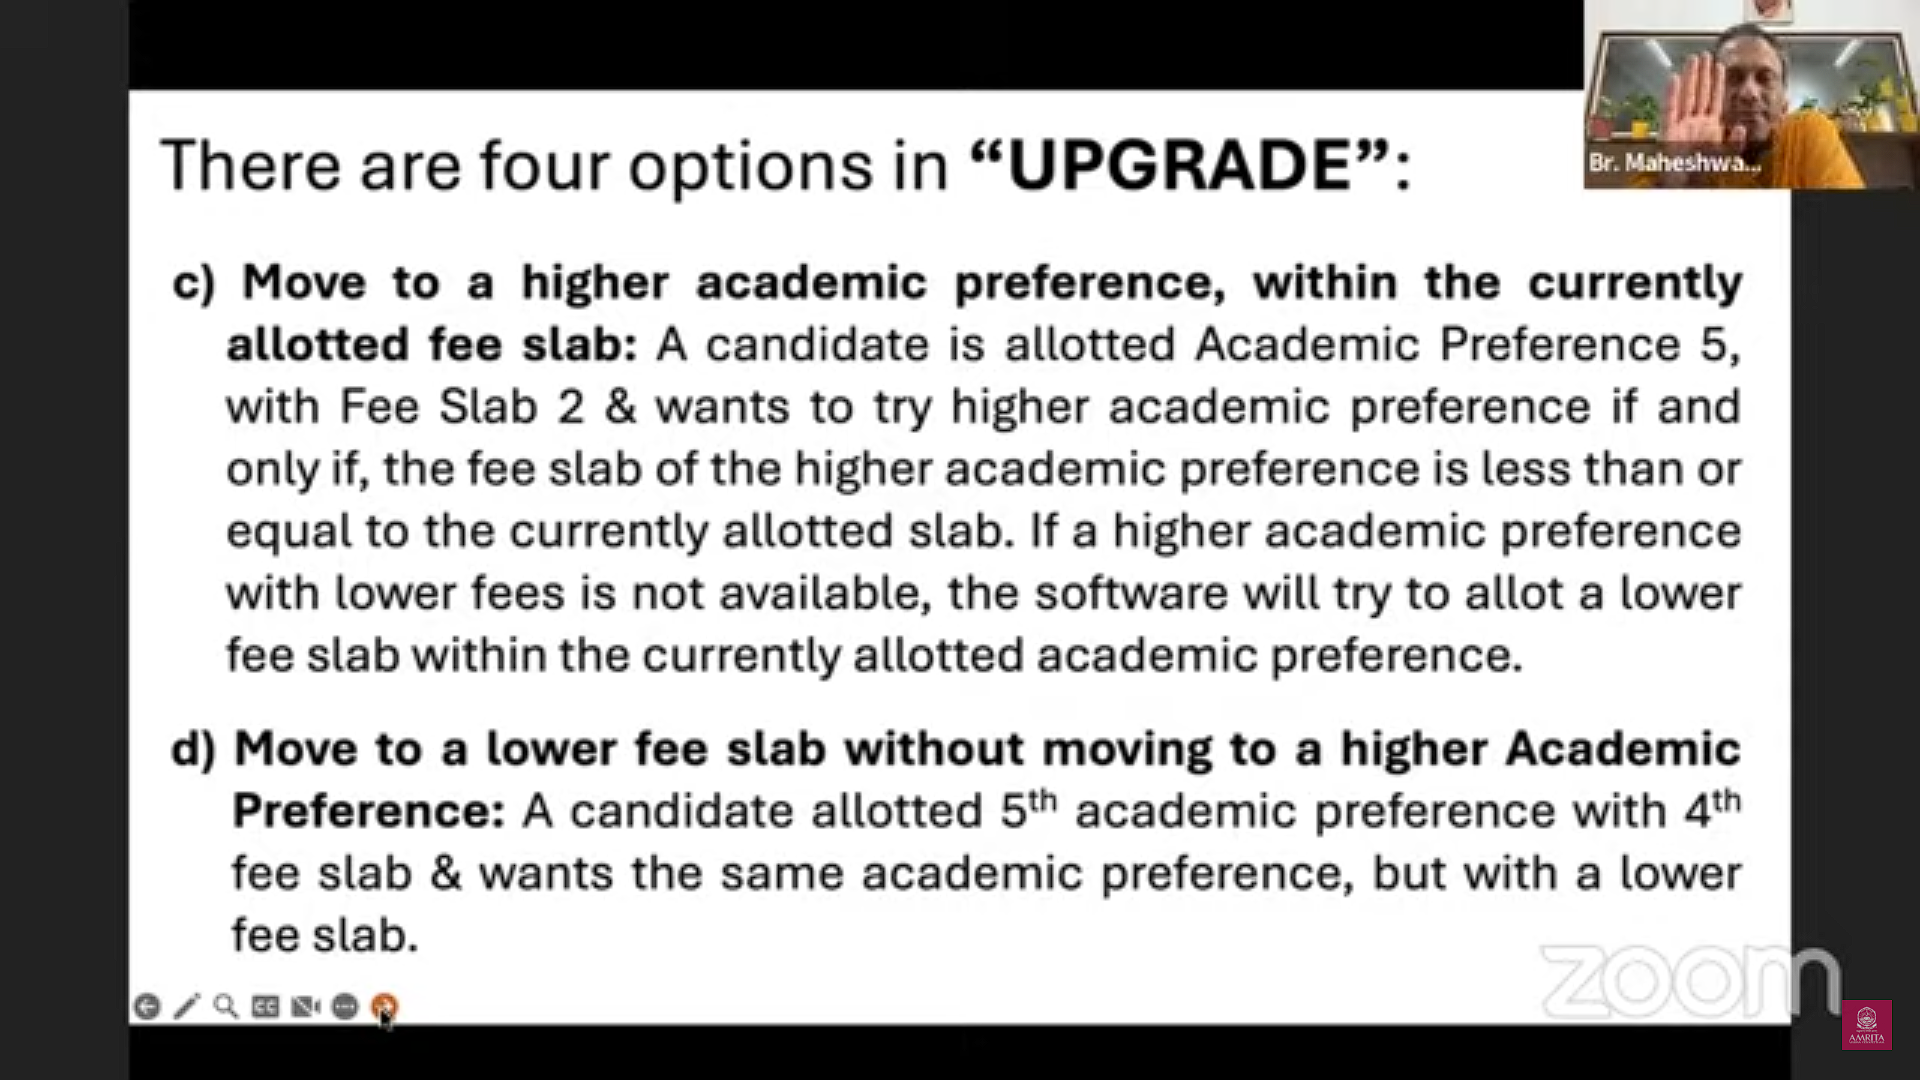 There are four options in “UPGRADE”:
Br. Maheshwa...
c) Move to a higher academic preference, within the currently
allotted fee slab: A candidate is allotted Academic Preference 5,
with Fee Slab 2 & wants to try higher academic preference if and
only if, the fee slab of the higher academic preference is less than or
equal to the currently allotted slab. If a higher academic preference
with lower fees is not available, the software will try to allot a lower
fee slab within the currently allotted academic preference.
d) Move to a lower fee slab without moving to a higher Academic
Preference: A candidate allotted 5th academic preference with 4th
fee slab & wants the same academic preference, but with a lower
fee slab.
CC
zoom
AMRITA